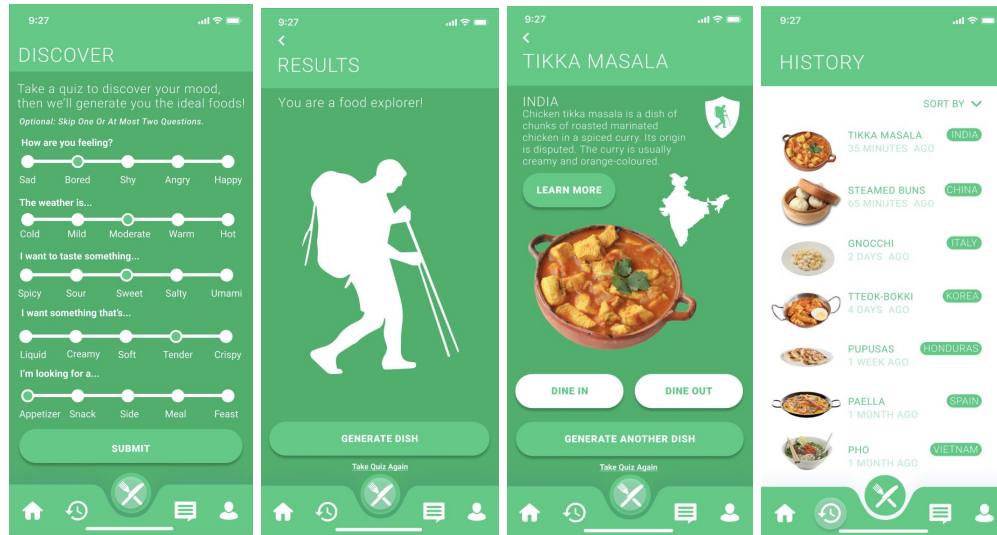 9:27
DISCOVER
Take a quiz to discover your mood,
then we'll generate you the ideal foods!
Optional: Skip One Or At Most Two Questions.
How are you feeling?
Sad Bored Shy Angry Happy
The weather is...
Cold Mild Moderate Warm Hot
I want to taste something...
Spicy Sour Sweet Salty Umami
I want something that's...
Liquid Creamy Soft Tender Crispy
I'm looking for a...
Appetizer Snack Side Meal Feast
SUBMIT
9:27
RESULTS
You are a food explorer!
GENERATE DISH
Take Quiz Again
9:27
TIKKA MASALA
INDIA
Chicken tikka masala is a dish of
chunks of roasted marinated
chicken in a spiced curry. Its origin
is disputed. The curry is usually
creamy and orange-coloured.
LEARN MORE
DINE IN DINE OUT
GENERATE ANOTHER DISH
Take Quiz Again
9:27
HISTORY
SORT BY
TIKKA MASALA INDIA
35 MINUTES AGO
STEAMED BUNS CHINA
65 MINUTES AGO
GNOCCHI ITALY
2 DAYS AGO
TTEOK-BOKKI KOREA
4 DAYS AGO
PUPUSAS HONDURAS
1 WEEK AGO
PAELLA SPAIN
1 MONTH AGO
PHO VIETNAM
1 MONTH AGO